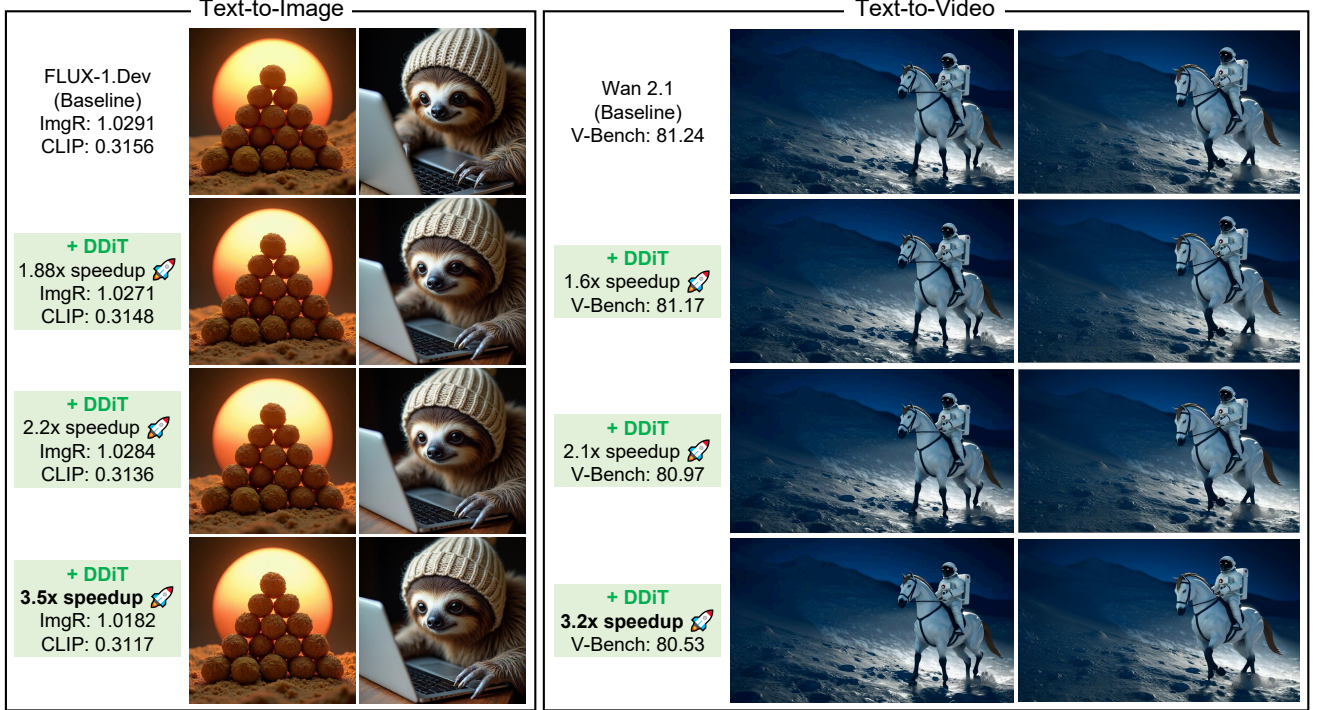 Text-to-Image
FLUX-1.Dev
(Baseline)
ImgR: 1.0291
CLIP: 0.3156
+ DDiT
1.88x speedup 🚀
ImgR: 1.0271
CLIP: 0.3148
+ DDiT
2.2x speedup 🚀
ImgR: 1.0284
CLIP: 0.3136
+ DDiT
3.5x speedup 🚀
ImgR: 1.0182
CLIP: 0.3117
Text-to-Video
Wan 2.1
(Baseline)
V-Bench: 81.24
+ DDiT
1.6x speedup 🚀
V-Bench: 81.17
+ DDiT
2.1x speedup 🚀
V-Bench: 80.97
+ DDiT
3.2x speedup 🚀
V-Bench: 80.53